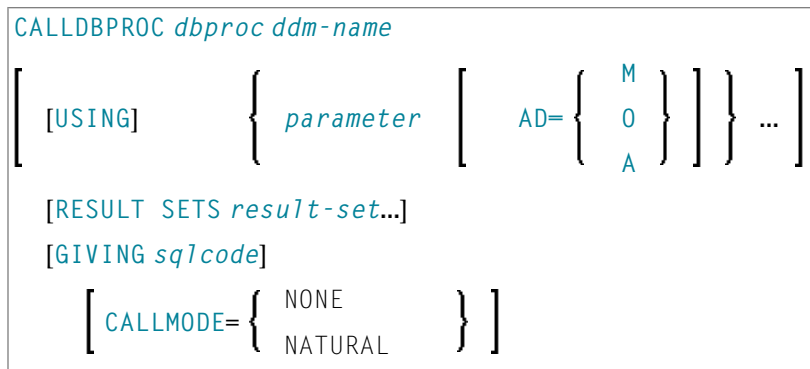 CALLDBPROC dbproc ddm-name
M
[ [USING] { parameter [ AD= { O } ] } ... ]
A
[RESULT SETS result-set...]
[GIVING sqlcode]
NONE
[ CALLMODE= { } ]
NATURAL